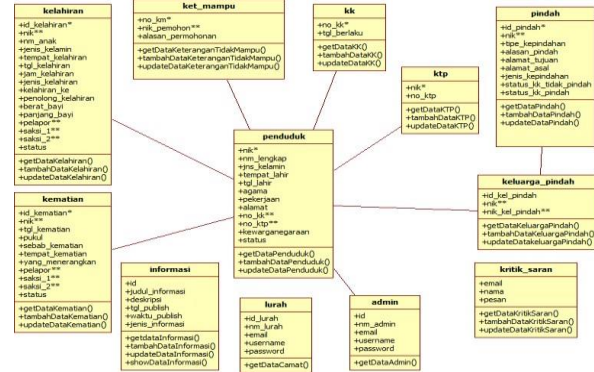 kelahiran
+id_kelahiran*
+nik**
+nm_anak
+jenis_kelamin
+tempat_kelahiran
+tgl_kelahiran
+jam_kelahiran
+jenis_kelahiran
+kelahiran_ke
+penolong_kelahiran
+berat_bayi
+panjang_bayi
+pelapor**
+saksi_1**
+saksi_2**
+status
+getDataKelahiran()
+tambahDataKelahiran()
+updateDataKelahiran()
ket_mampu
+no_km*
+nik_pemohon**
+alasan_permohonan
+getDataKeteranganTidakMampu()
+tambahDataKeteranganTidakMampu()
+updateDataKeteranganTidakMampu()
kk
+no_kk*
+tgl_berlaku
+getDataKK()
+tambahDataKK()
+updateDataKK()
pindah
+id_pindah*
+nik**
+tipe_kepindahan
+alasan_pindah
+alamat_tujuan
+alamat_asal
+jenis_kepindahan
+status_kk_tidak_pindah
+status_kk_pindah
+getDataPindah()
+tambahDataPindah()
+updateDataPindah()
ktp
+nik*
+no_ktp
+getDataKTP()
+tambahDataKTP()
+updateDataKTP()
penduduk
+nik*
+nm_lengkap
+jns_kelamin
+tempat_lahir
+tgl_lahir
+agama
+pekerjaan
+alamat
+no_kk**
+no_ktp**
+kewarganegaraan
+status
+getDataPenduduk()
+tambahDataPenduduk()
+updateDataPenduduk()
keluarga_pindah
+id_kel_pindah
+nik**
+nik_kel_pindah**
+getDataKeluargaPindah()
+tambahDataKeluargaPindah()
+updateDatakeluargaPindah()
kematian
+id_kematian*
+nik**
+tgl_kematian
+pukul
+sebab_kematian
+tempat_kematian
+yang_menerangkan
+pelapor**
+saksi_1**
+saksi_2**
+status
+getDataKematian()
+tambahDataKematian()
+updateDataKematian()
informasi
+id
+judul_informasi
+deskripsi
+tgl_publish
+waktu_publish
+jenis_informasi
+getdataInformasi()
+tambahDataInformasi()
+updateDataInformasi()
+showDataInformasi()
lurah
+id_lurah
+nm_lurah
+email
+username
+password
+getDataCamat()
admin
+id
+nm_admin
+email
+username
+password
+getDataAdmin()
kritik_saran
+email
+nama
+pesan
+getDataKritikSaran()
+tambahDataKritikSaran()
+updateDataKritikSaran()